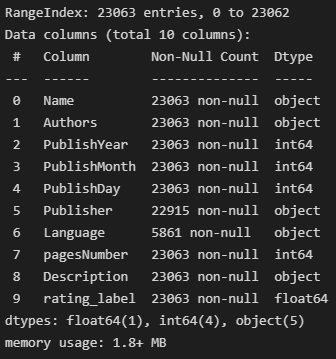 RangeIndex: 23063 entries, 0 to 23062
Data columns (total 10 columns):
 #   Column        Non-Null Count  Dtype
---  ------        --------------  -----
 0   Name          23063 non-null  object
 1   Authors       23063 non-null  object
 2   PublishYear   23063 non-null  int64
 3   PublishMonth  23063 non-null  int64
 4   PublishDay    23063 non-null  int64
 5   Publisher     22915 non-null  object
 6   Language      5861 non-null   object
 7   pagesNumber   23063 non-null  int64
 8   Description   23063 non-null  object
 9   rating_label  23063 non-null  float64
dtypes: float64(1), int64(4), object(5)
memory usage: 1.8+ MB